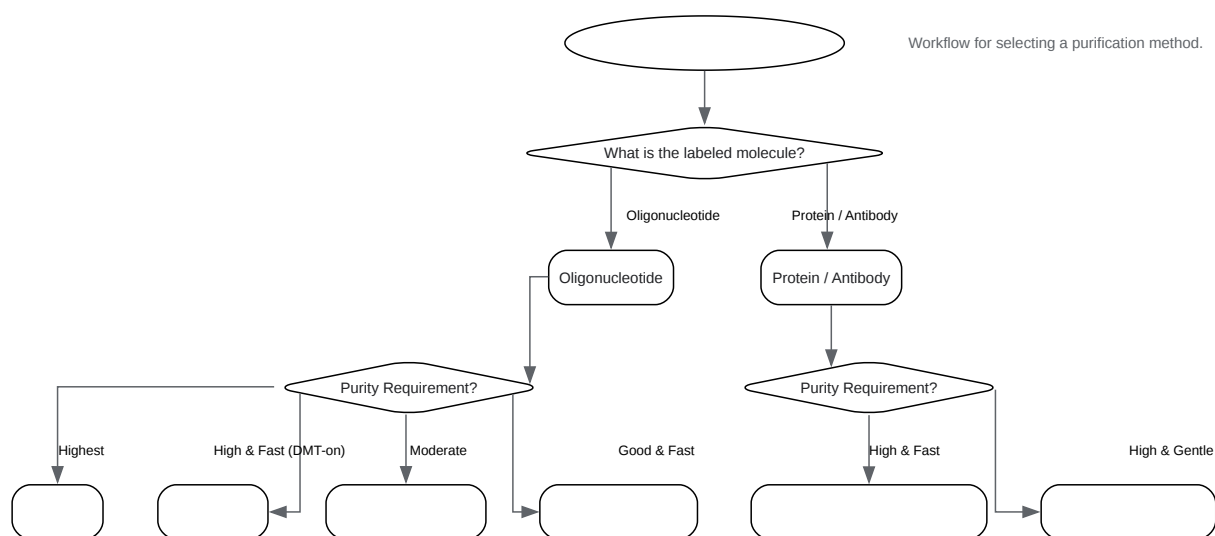 Workflow for selecting a purification method.
What is the labeled molecule?
Oligonucleotide
Protein / Antibody
Oligonucleotide
Protein / Antibody
Purity Requirement?
Purity Requirement?
Highest
High & Fast (DMT-on)
Moderate
Good & Fast
High & Fast
High & Gentle